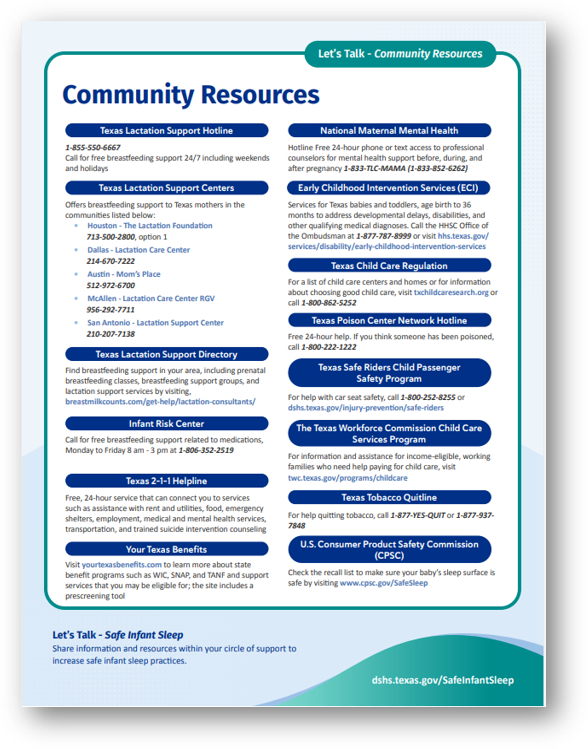 Let's Talk - Community Resources
Community Resources
Texas Lactation Support Hotline
1-855-550-6667
Call for free breastfeeding support 24/7 including weekends
and holidays
Texas Lactation Support Centers
Offers breastfeeding support to Texas mothers in the
communities listed below:
• Houston - The Lactation Foundation
713-500-2800, option 1
• Dallas - Lactation Care Center
214-670-7222
• Austin - Mom's Place
512-972-6700
• McAllen - Lactation Care Center RGV
956-292-7711
• San Antonio - Lactation Support Center
210-207-7138
Texas Lactation Support Directory
Find breastfeeding support in your area, including prenatal
breastfeeding classes, breastfeeding support groups, and
lactation support services by visiting,
breastmilkcounts.com/get-help/lactation-consultants/
Infant Risk Center
Call for free breastfeeding support related to medications,
Monday to Friday 8 am - 3 pm at 1-806-352-2519
Texas 2-1-1 Helpline
Free, 24-hour service that can connect you to services
such as assistance with rent and utilities, food, emergency
shelters, employment, medical and mental health services,
transportation, and trained suicide intervention counseling
Your Texas Benefits
Visit yourtexasbenefits.com to learn more about state
benefit programs such as WIC, SNAP, and TANF and support
services that you may be eligible for; the site includes a
prescreening tool
National Maternal Mental Health
Hotline Free 24-hour phone or text access to professional
counselors for mental health support before, during, and
after pregnancy 1-833-TLC-MAMA (1-833-852-6262)
Early Childhood Intervention Services (ECI)
Services for Texas babies and toddlers, age birth to 36
months to address developmental delays, disabilities, and
other qualifying medical diagnoses. Call the HHSC Office of
the Ombudsman at 1-877-787-8999 or visit hhs.texas.gov/
services/disability/early-childhood-intervention-services
Texas Child Care Regulation
For a list of child care centers and homes or for information
about choosing good child care, visit txchildcaresearch.org or
call 1-800-862-5252
Texas Poison Center Network Hotline
Free 24-hour help. If you think someone has been poisoned,
call 1-800-222-1222
Texas Safe Riders Child Passenger
Safety Program
For help with car seat safety, call 1-800-252-8255 or
dshs.texas.gov/injury-prevention/safe-riders
The Texas Workforce Commission Child Care
Services Program
For information and assistance for income-eligible, working
families who need help paying for child care, visit
twc.texas.gov/programs/childcare
Texas Tobacco Quitline
For help quitting tobacco, call 1-877-YES-QUIT or 1-877-937-
7848
U.S. Consumer Product Safety Commission
(CPSC)
Check the recall list to make sure your baby's sleep surface is
safe by visiting www.cpsc.gov/SafeSleep
Let's Talk - Safe Infant Sleep
Share information and resources within your circle of support to
increase safe infant sleep practices.
dshs.texas.gov/SafeInfantSleep